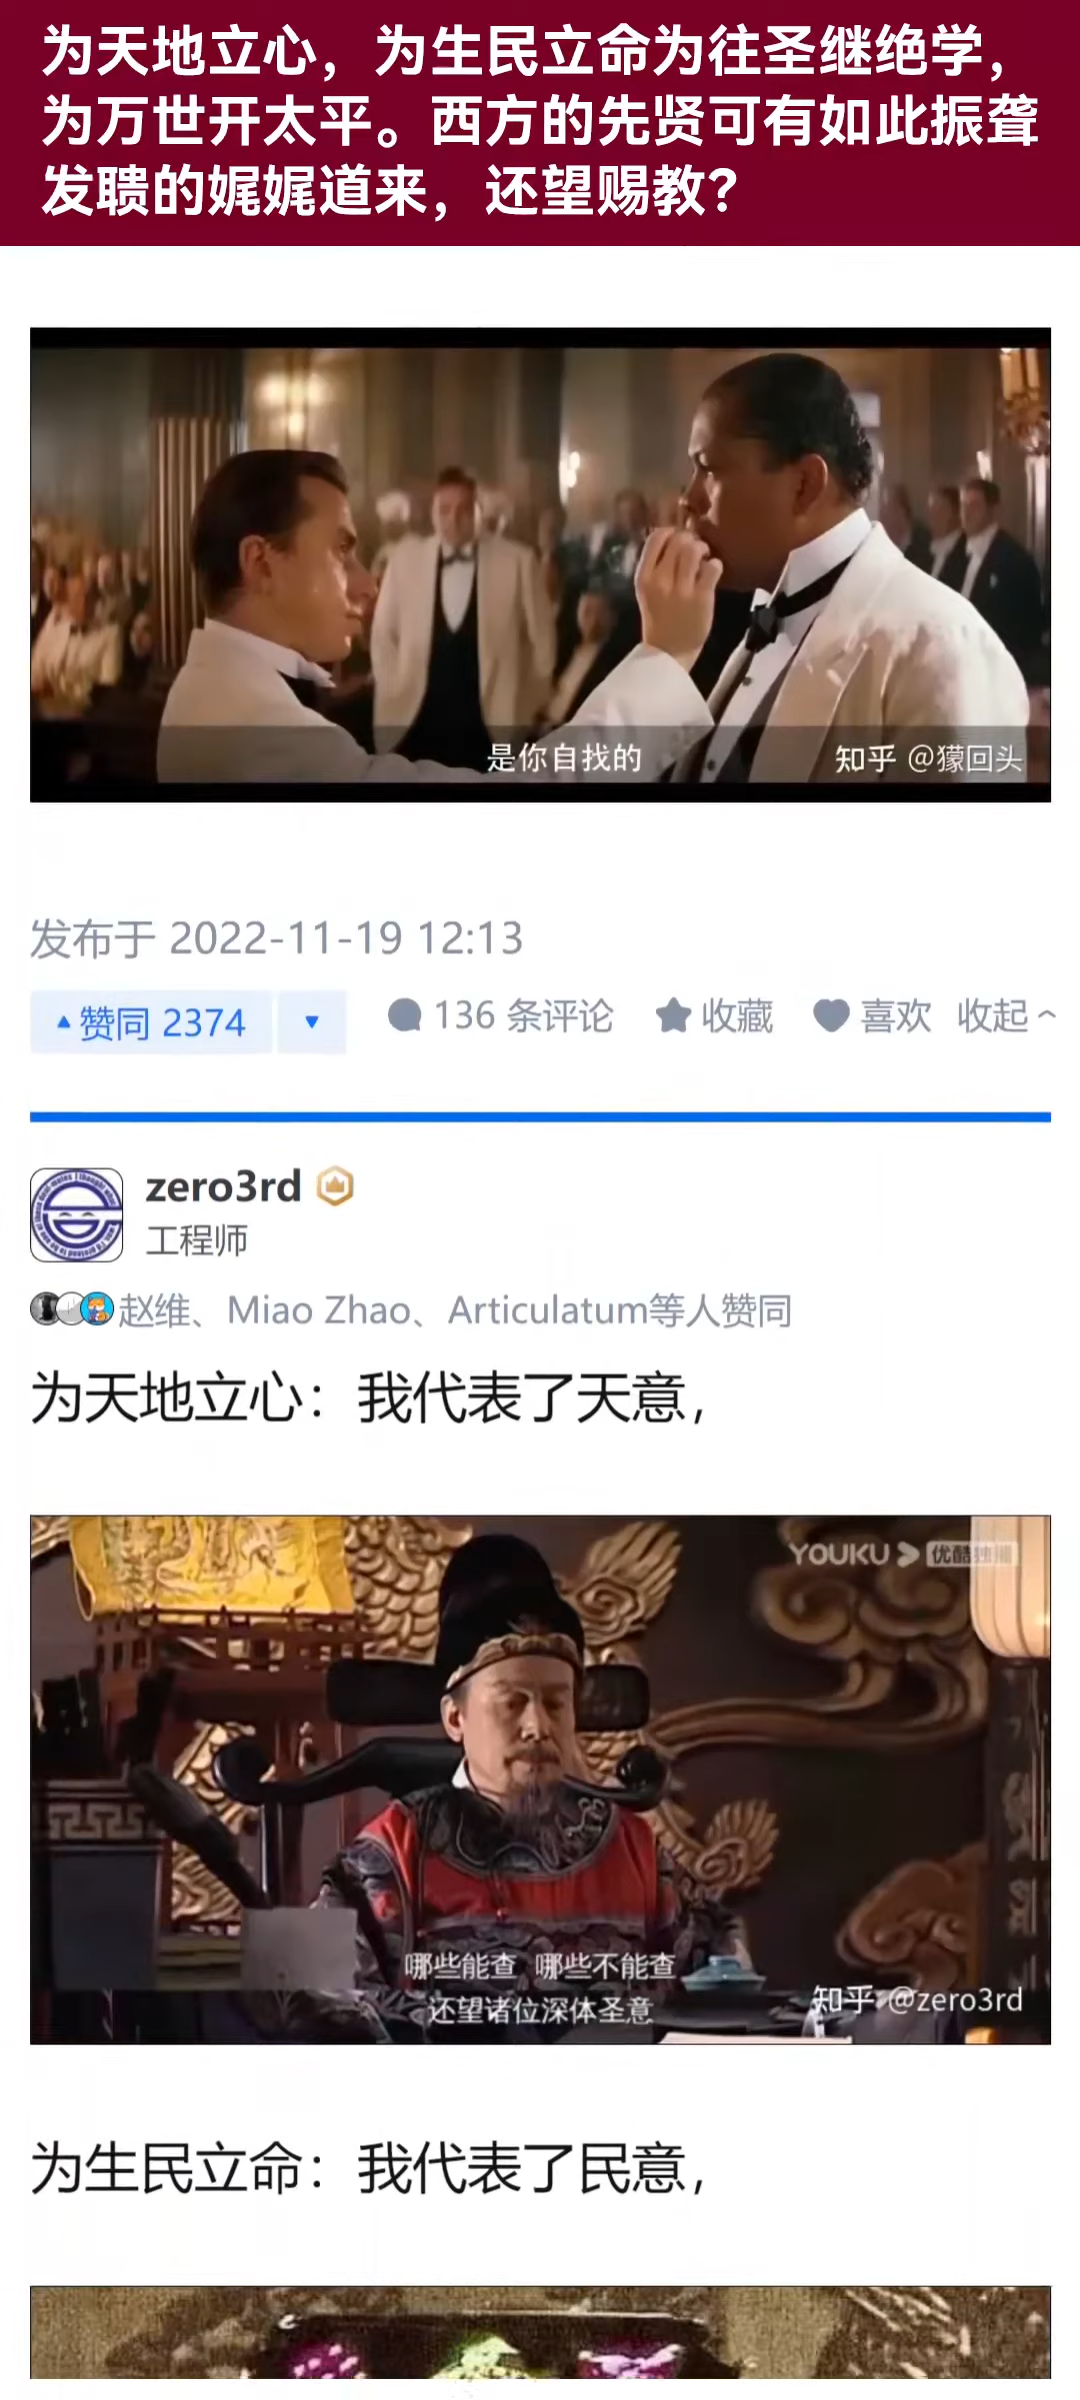 为天地立心，为生民立命为往圣继绝学，
为万世开太平。西方的先贤可有如此振聋
发聩的娓娓道来，还望赐教？
是你自找的
知乎 @獴回头
发布于 2022-11-19 12:13
赞同 2374
136 条评论
收藏
喜欢
收起
zero3rd
工程师
赵维、Miao Zhao、Articulatum等人赞同
为天地立心：我代表了天意，
YOUKU 优酷独播
哪些能查 哪些不能查
还望诸位深体圣意
知乎 @zero3rd
为生民立命：我代表了民意，